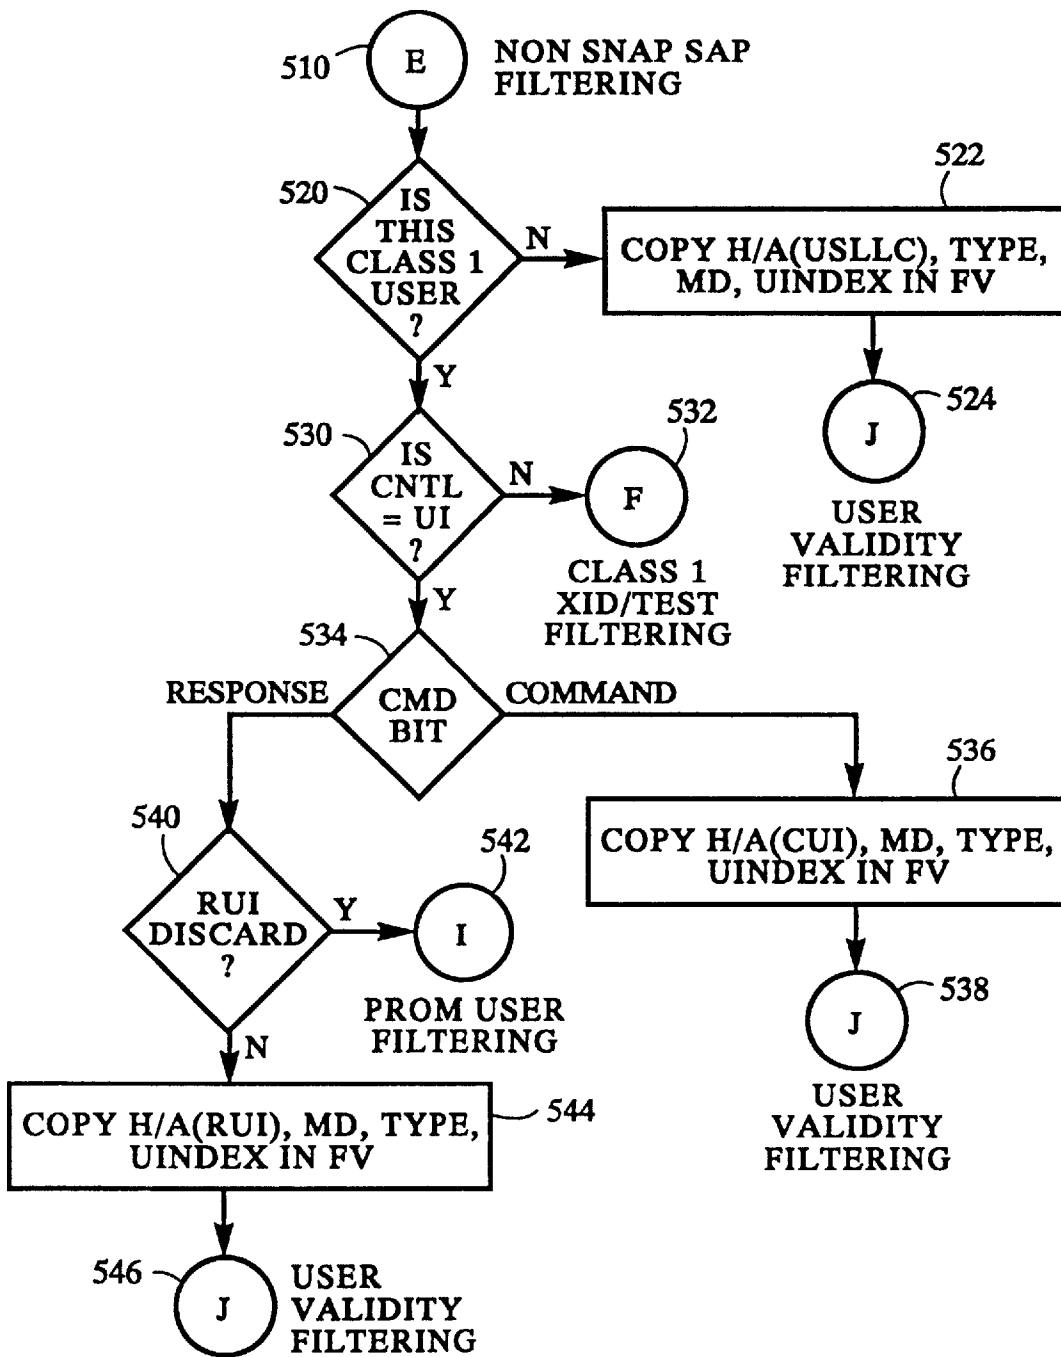 510
E
NON SNAP SAP
FILTERING
520
IS
THIS
CLASS 1
USER
?
N
Y
522
COPY H/A(USLLC), TYPE,
MD, UINDEX IN FV
524
J
USER
VALIDITY
FILTERING
530
IS
CNTL
= UI
?
N
Y
532
F
CLASS 1
XID/TEST
FILTERING
534
RESPONSE
CMD
BIT
COMMAND
536
COPY H/A(CUI), MD, TYPE,
UINDEX IN FV
538
J
USER
VALIDITY
FILTERING
540
RUI
DISCARD
?
Y
N
542
I
PROM USER
FILTERING
544
COPY H/A(RUI), MD, TYPE,
UINDEX IN FV
546
J
USER
VALIDITY
FILTERING